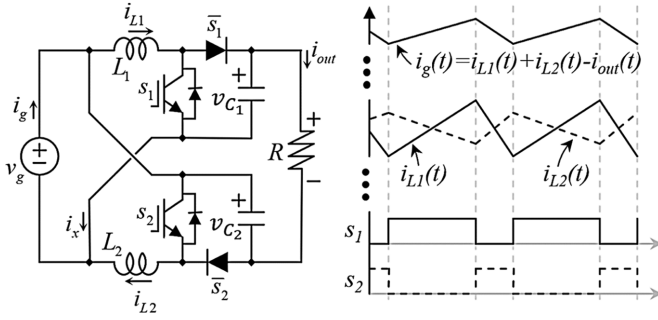 i_L1
s̅_1
i_out
L_1
s_1
v_C1
i_g
v_g
R
i_x
s_2
v_C2
L_2
s̅_2
i_L2
i_g(t)=i_L1(t)+i_L2(t)-i_out(t)
i_L1(t)
i_L2(t)
s_1
s_2